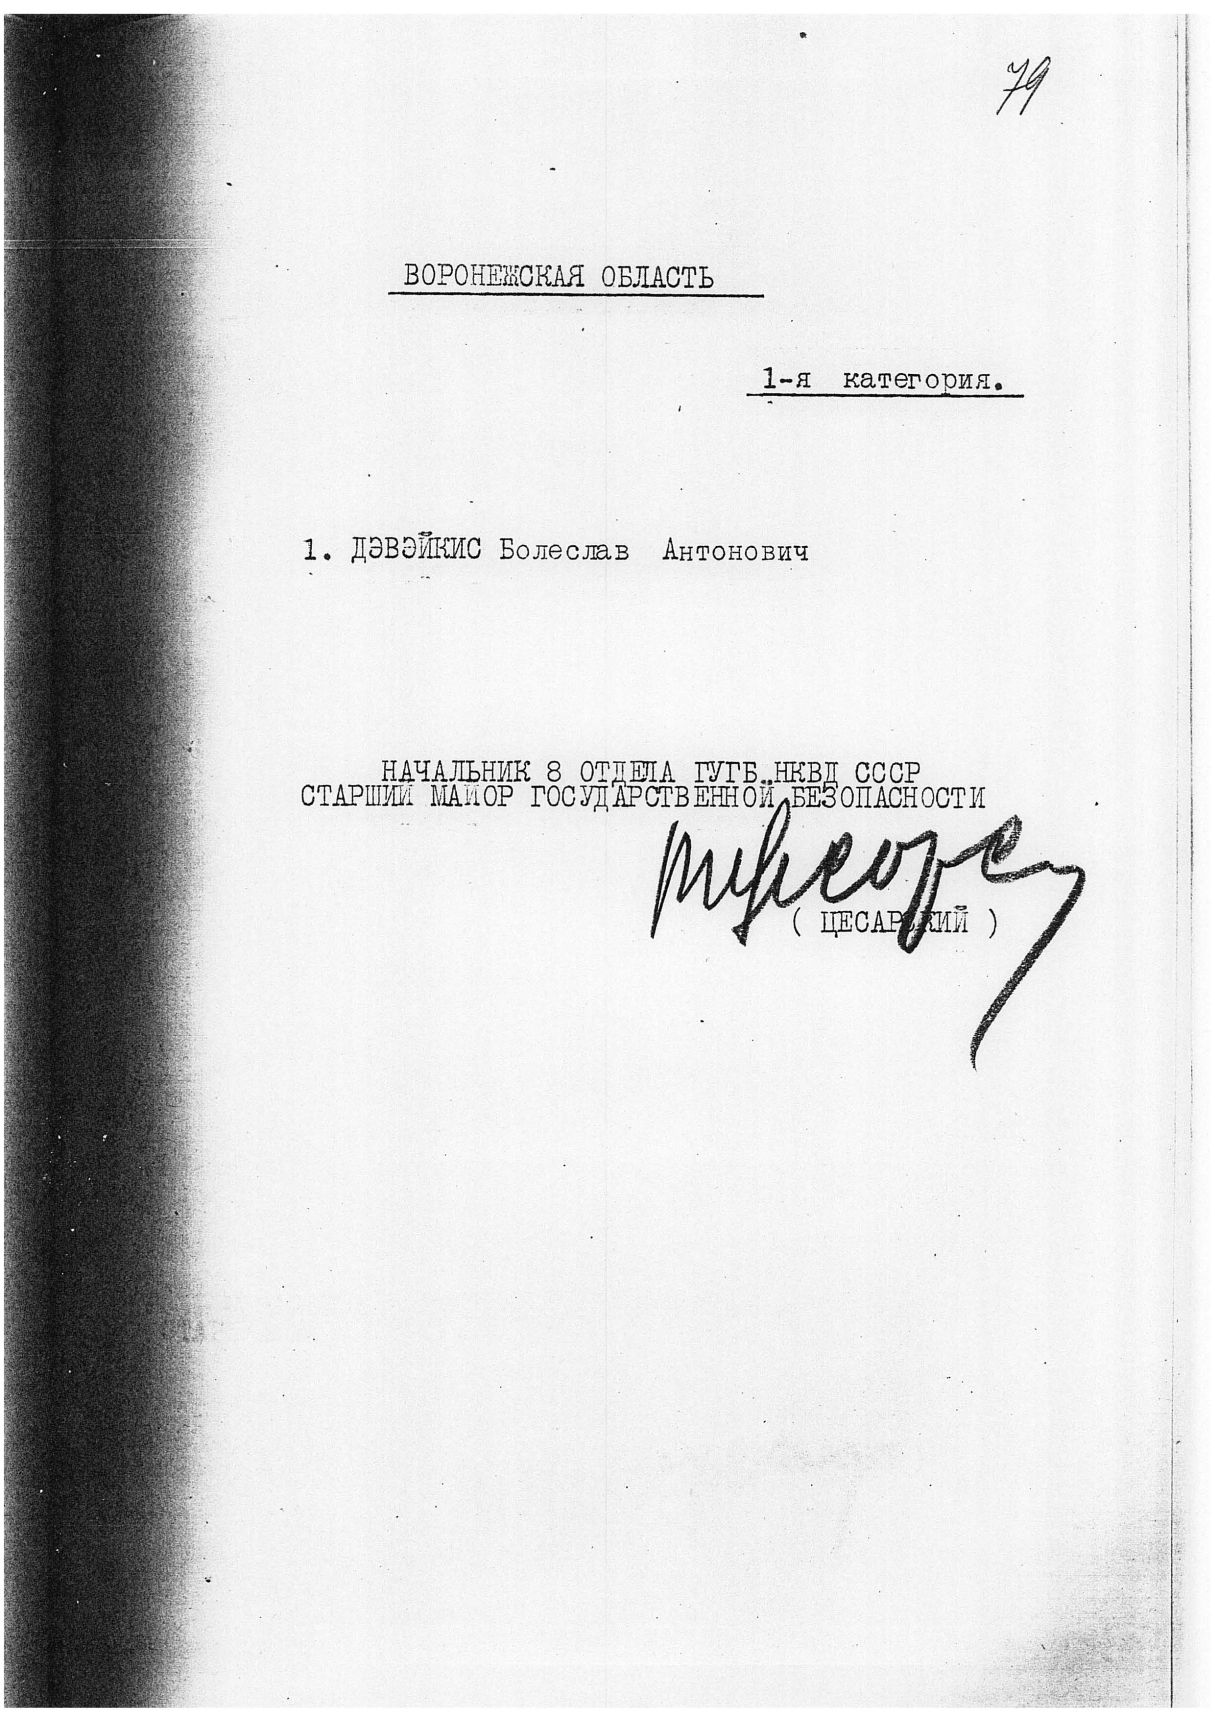 79
ВОРОНЕЖСКАЯ ОБЛАСТЬ
1-я категория.
1. ДЭВЭЙКИС Болеслав Антонович
НАЧАЛЬНИК 8 ОТДЕЛА ГУГБ НКВД СССР
СТАРШИЙ МАЙОР ГОСУДАРСТВЕННОЙ БЕЗОПАСНОСТИ
( ЦЕСАРСКИЙ )